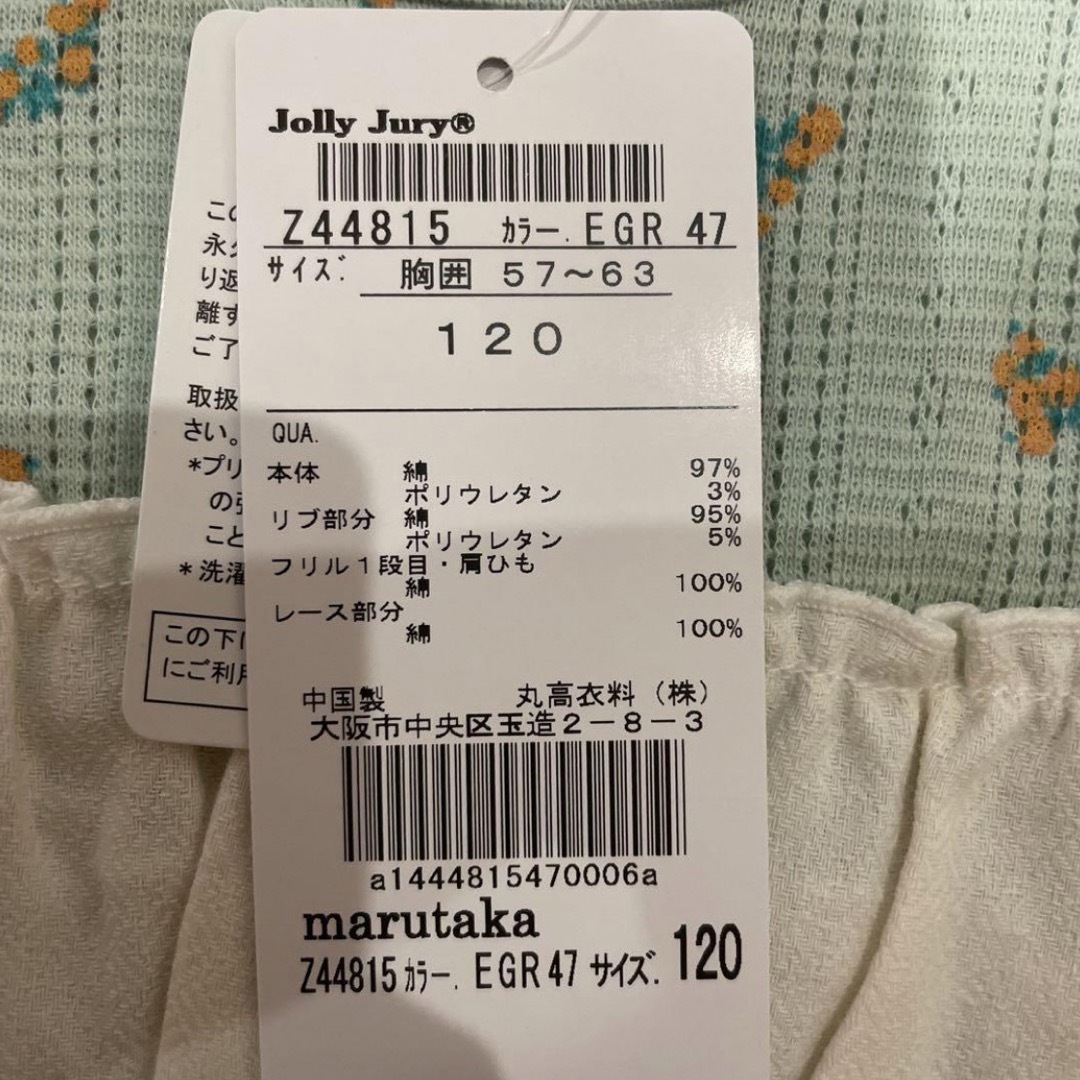 Jolly Jury®
Z44815 カラー. EGR 47
サイズ. 胸囲 57～63
120
QUA.
本体 綿 97%
ポリウレタン 3%
リブ部分 綿 95%
ポリウレタン 5%
フリル1段目・肩ひも
綿 100%
レース部分
綿 100%
中国製 丸高衣料(株)
大阪市中央区玉造2-8-3
a1444815470006a
marutaka
Z44815 カラー. EGR 47 サイズ. 120
り返
離す
ご了
取扱
さい。
*プリ
の
こと
*洗濯
この下に
にご利用